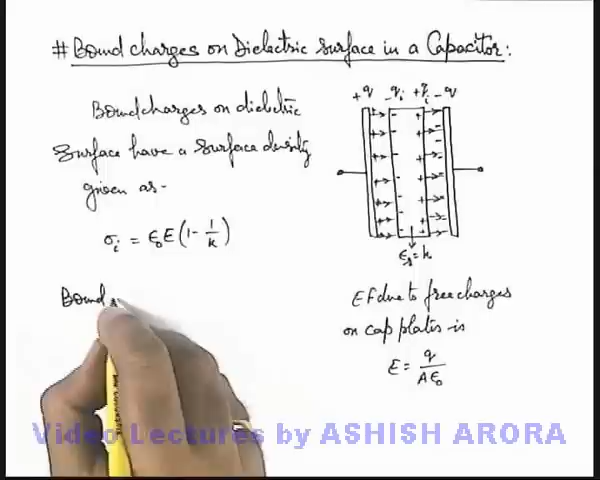 # Bound charges on Dielectric Surface in a Capacitor:
Bound charges on dielectric
Surface have a surface density
given as-
σi = ε0E(1 - 1/k)
Bound
+q -qi +qi -q
εr = k
EF due to free charges
on cap plates is
E = q/Aε0
Video Lectures by ASHISH ARORA